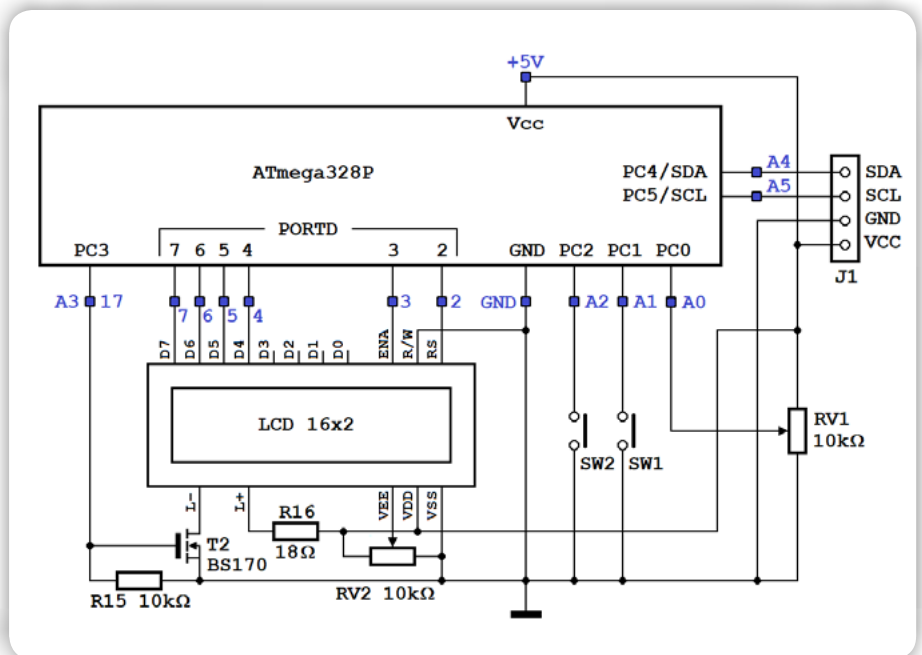 +5V
Vcc
ATmega328P
PC4/SDA
A4
SDA
PC5/SCL
A5
SCL
GND
VCC
J1
PORTD
PC3
7 6 5 4 3 2
GND PC2 PC1 PC0
A3 17
7 6 5 4
3 2
GND A2 A1 A0
D7 D6 D5 D4 D3 D2 D1 D0 ENA R/W RS
LCD 16x2
SW2 SW1
RV1
10kΩ
L- L+ VEE VDD VSS
R16
18Ω
T2
BS170
RV2 10kΩ
R15 10kΩ